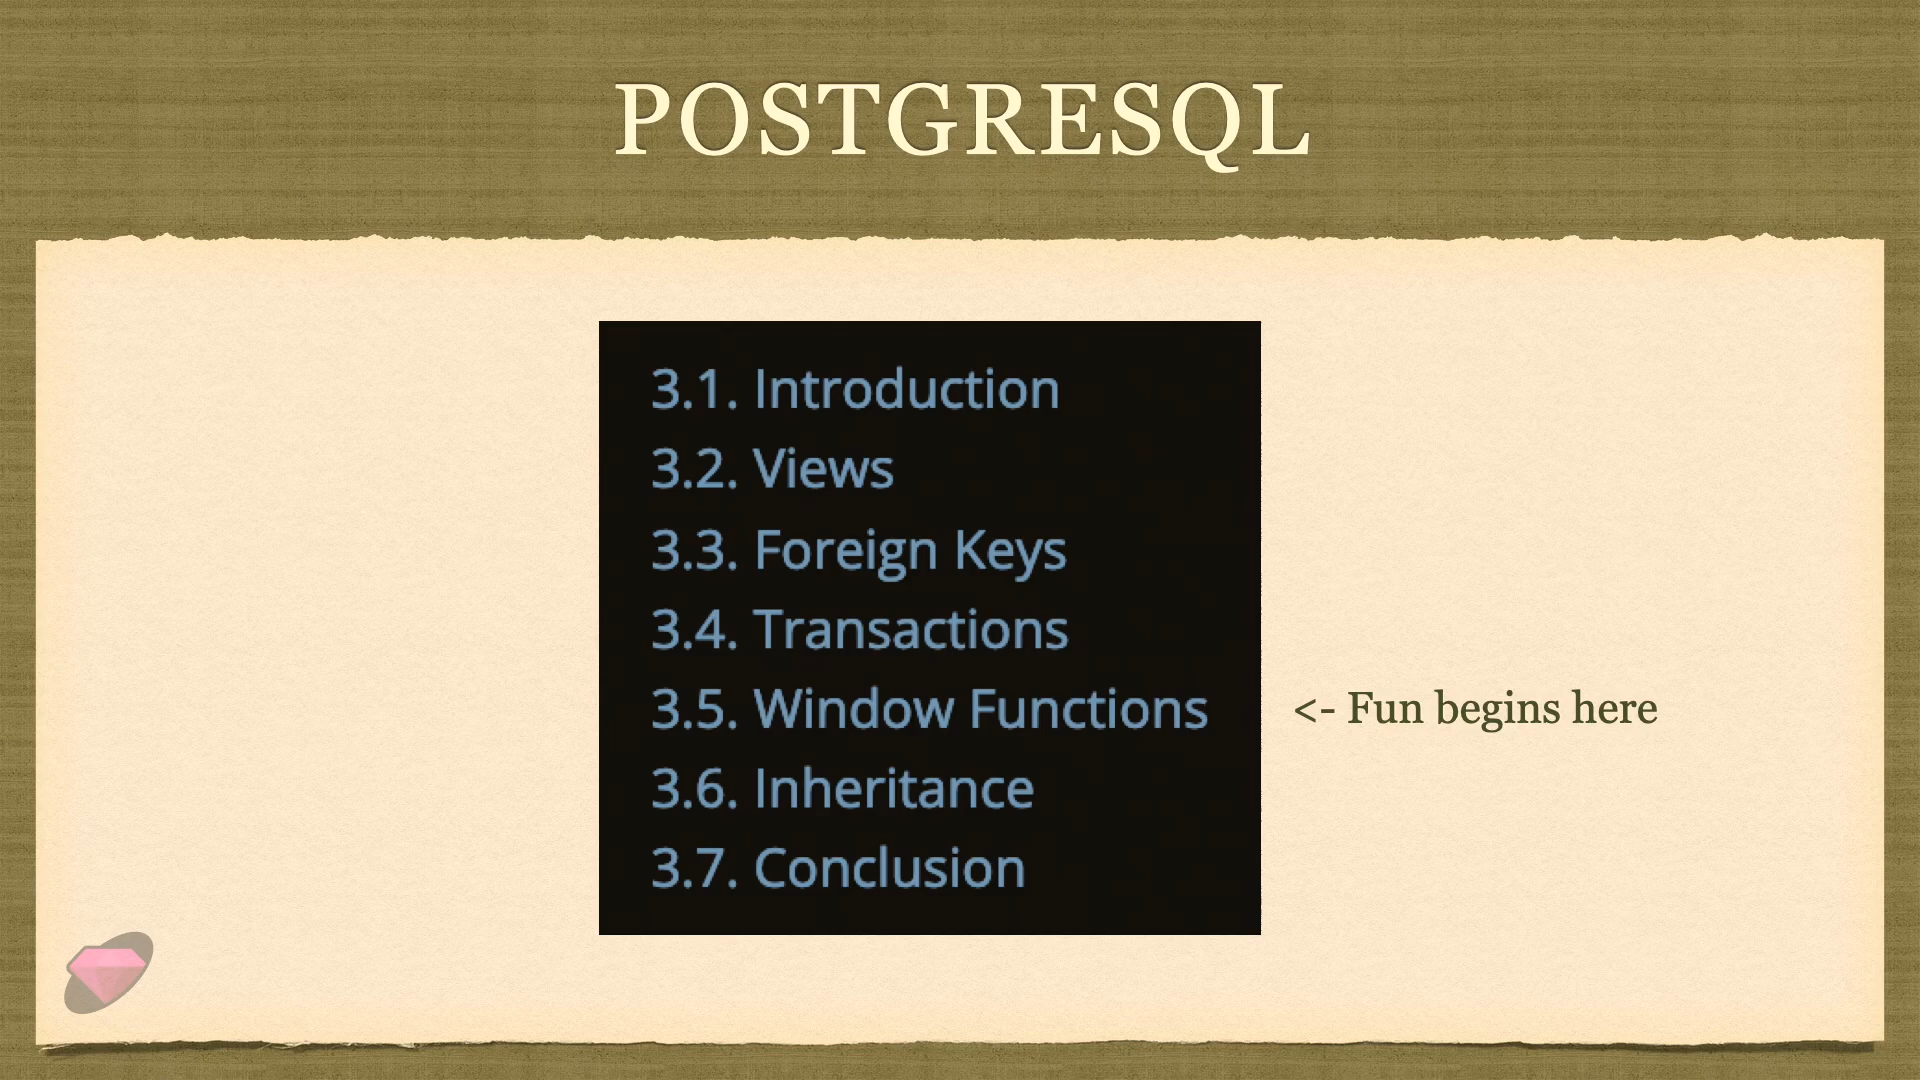 POSTGRESQL
3.1. Introduction
3.2. Views
3.3. Foreign Keys
3.4. Transactions
3.5. Window Functions
<- Fun begins here
3.6. Inheritance
3.7. Conclusion